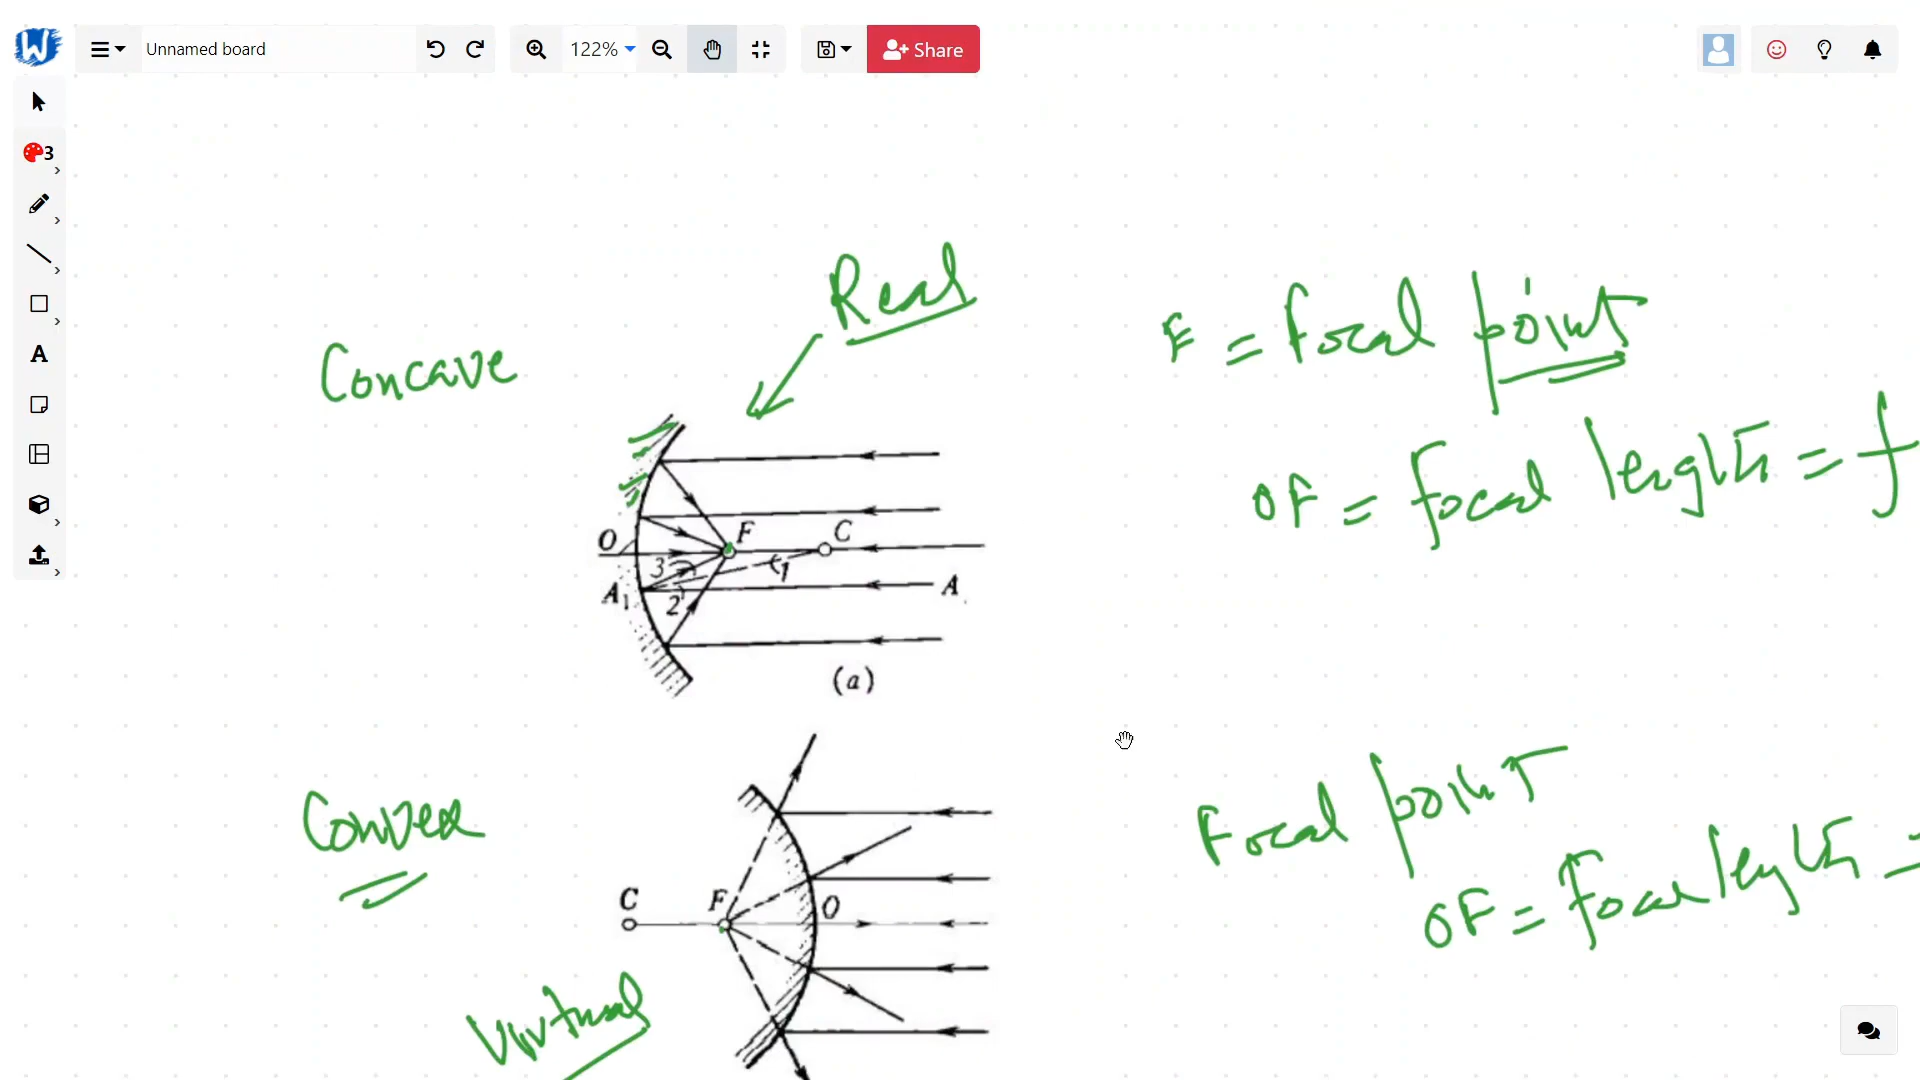 W
Unnamed board
122%
Share
3
A
Real
Concave
F = Focal point
OF = focal length = f
O
F
C
3
1
A₁
2
A
(a)
Convex
Focal point
OF = Focal length =
C
F
O
Virtual